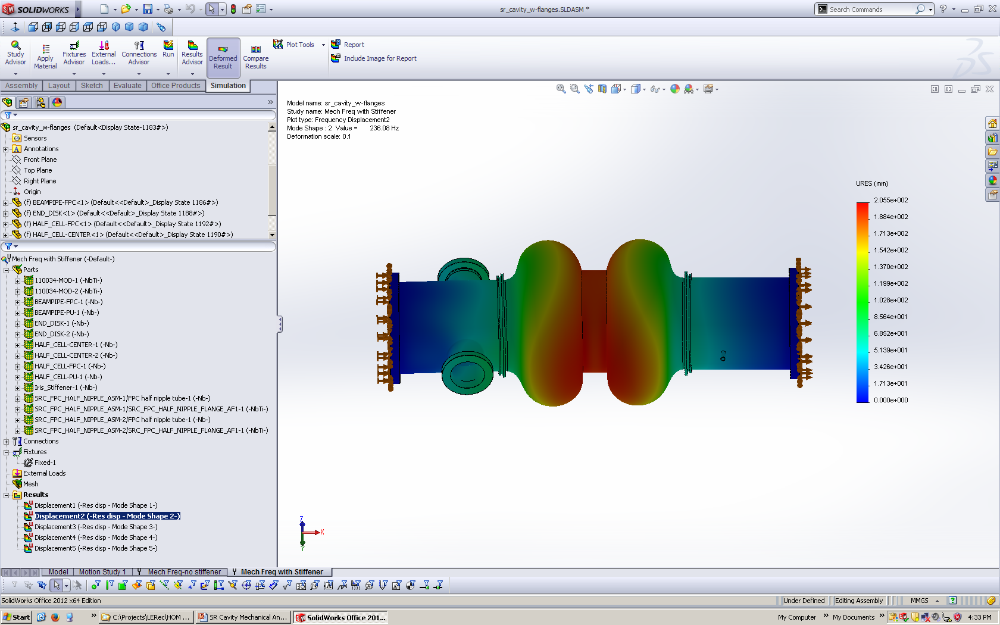 SOLIDWORKS
sr_cavity_w-flanges.SLDASM *
Search Commands
Study Advisor
Apply Material
Fixtures Advisor
External Loads...
Connections Advisor
Run
Results Advisor
Deformed Result
Compare Results
Plot Tools
Report
Include Image for Report
Assembly
Layout
Sketch
Evaluate
Office Products
Simulation
sr_cavity_w-flanges (Default<Display State-1183#>)
Sensors
Annotations
Front Plane
Top Plane
Right Plane
Origin
(f) BEAMPIPE-FPC<1> (Default<<Default>_Display State 1186#>)
(f) END_DISK<1> (Default<<Default>_Display State 1188#>)
(f) HALF_CELL-FPC<1> (Default<<Default>_Display State 1192#>)
(f) HALF_CELL-CENTER<1> (Default<<Default>_Display State 1190#>)
Mech Freq with Stiffener (-Default-)
Parts
110034-MOD-1 (-NbTi-)
110034-MOD-2 (-NbTi-)
BEAMPIPE-FPC-1 (-Nb-)
BEAMPIPE-PU-1 (-Nb-)
END_DISK-1 (-Nb-)
END_DISK-2 (-Nb-)
HALF_CELL-CENTER-1 (-Nb-)
HALF_CELL-CENTER-2 (-Nb-)
HALF_CELL-FPC-1 (-Nb-)
HALF_CELL-PU-1 (-Nb-)
Iris_Stiffener-1 (-Nb-)
SRC_FPC_HALF_NIPPLE_ASM-1/FPC half nipple tube-1 (-Nb-)
SRC_FPC_HALF_NIPPLE_ASM-1/SRC_FPC_HALF_NIPPLE_FLANGE_AF1-1 (-NbTi-)
SRC_FPC_HALF_NIPPLE_ASM-2/FPC half nipple tube-1 (-Nb-)
SRC_FPC_HALF_NIPPLE_ASM-2/SRC_FPC_HALF_NIPPLE_FLANGE_AF1-1 (-NbTi-)
Connections
Fixtures
Fixed-1
External Loads
Mesh
Results
Displacement1 (-Res disp - Mode Shape 1-)
Displacement2 (-Res disp - Mode Shape 2-)
Displacement3 (-Res disp - Mode Shape 3-)
Displacement4 (-Res disp - Mode Shape 4-)
Displacement5 (-Res disp - Mode Shape 5-)
Model name: sr_cavity_w-flanges
Study name: Mech Freq with Stiffener
Plot type: Frequency Displacement2
Mode Shape : 2 Value = 236.08 Hz
Deformation scale: 0.1
URES (mm)
2.055e+002
1.884e+002
1.713e+002
1.542e+002
1.370e+002
1.199e+002
1.028e+002
8.564e+001
6.852e+001
5.139e+001
3.426e+001
1.713e+001
0.000e+000
Z
X
Y
Model
Motion Study 1
Mech Freq-no stiffener
Mech Freq with Stiffener
SolidWorks Office 2012 x64 Edition
Under Defined
Editing Assembly
MMGS
Start
C:\Projects\LERec\HOM ...
SR Cavity Mechanical An...
SolidWorks Office 201...
My Computer
My Documents
4:33 PM